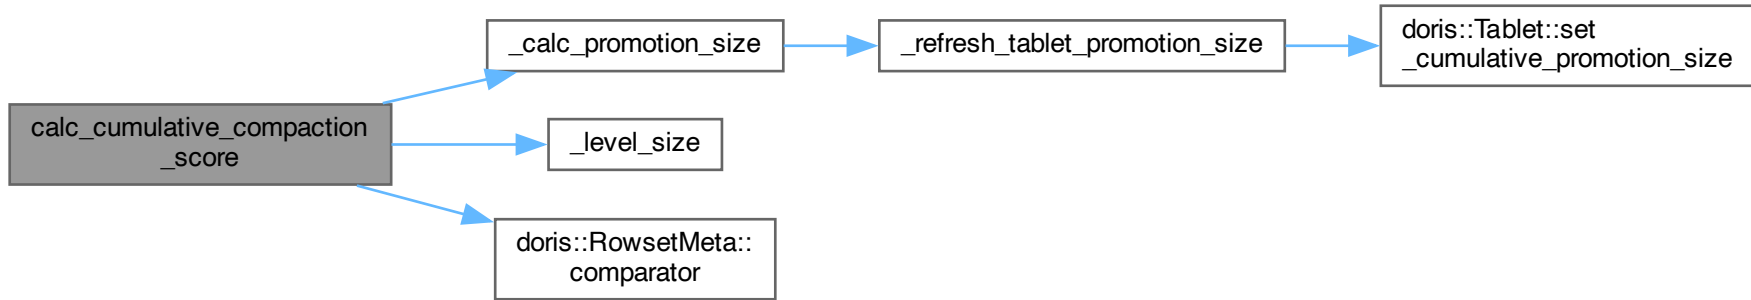 calc_cumulative_compaction
_score
_calc_promotion_size
_refresh_tablet_promotion_size
doris::Tablet::set
_cumulative_promotion_size
_level_size
doris::RowsetMeta::
comparator